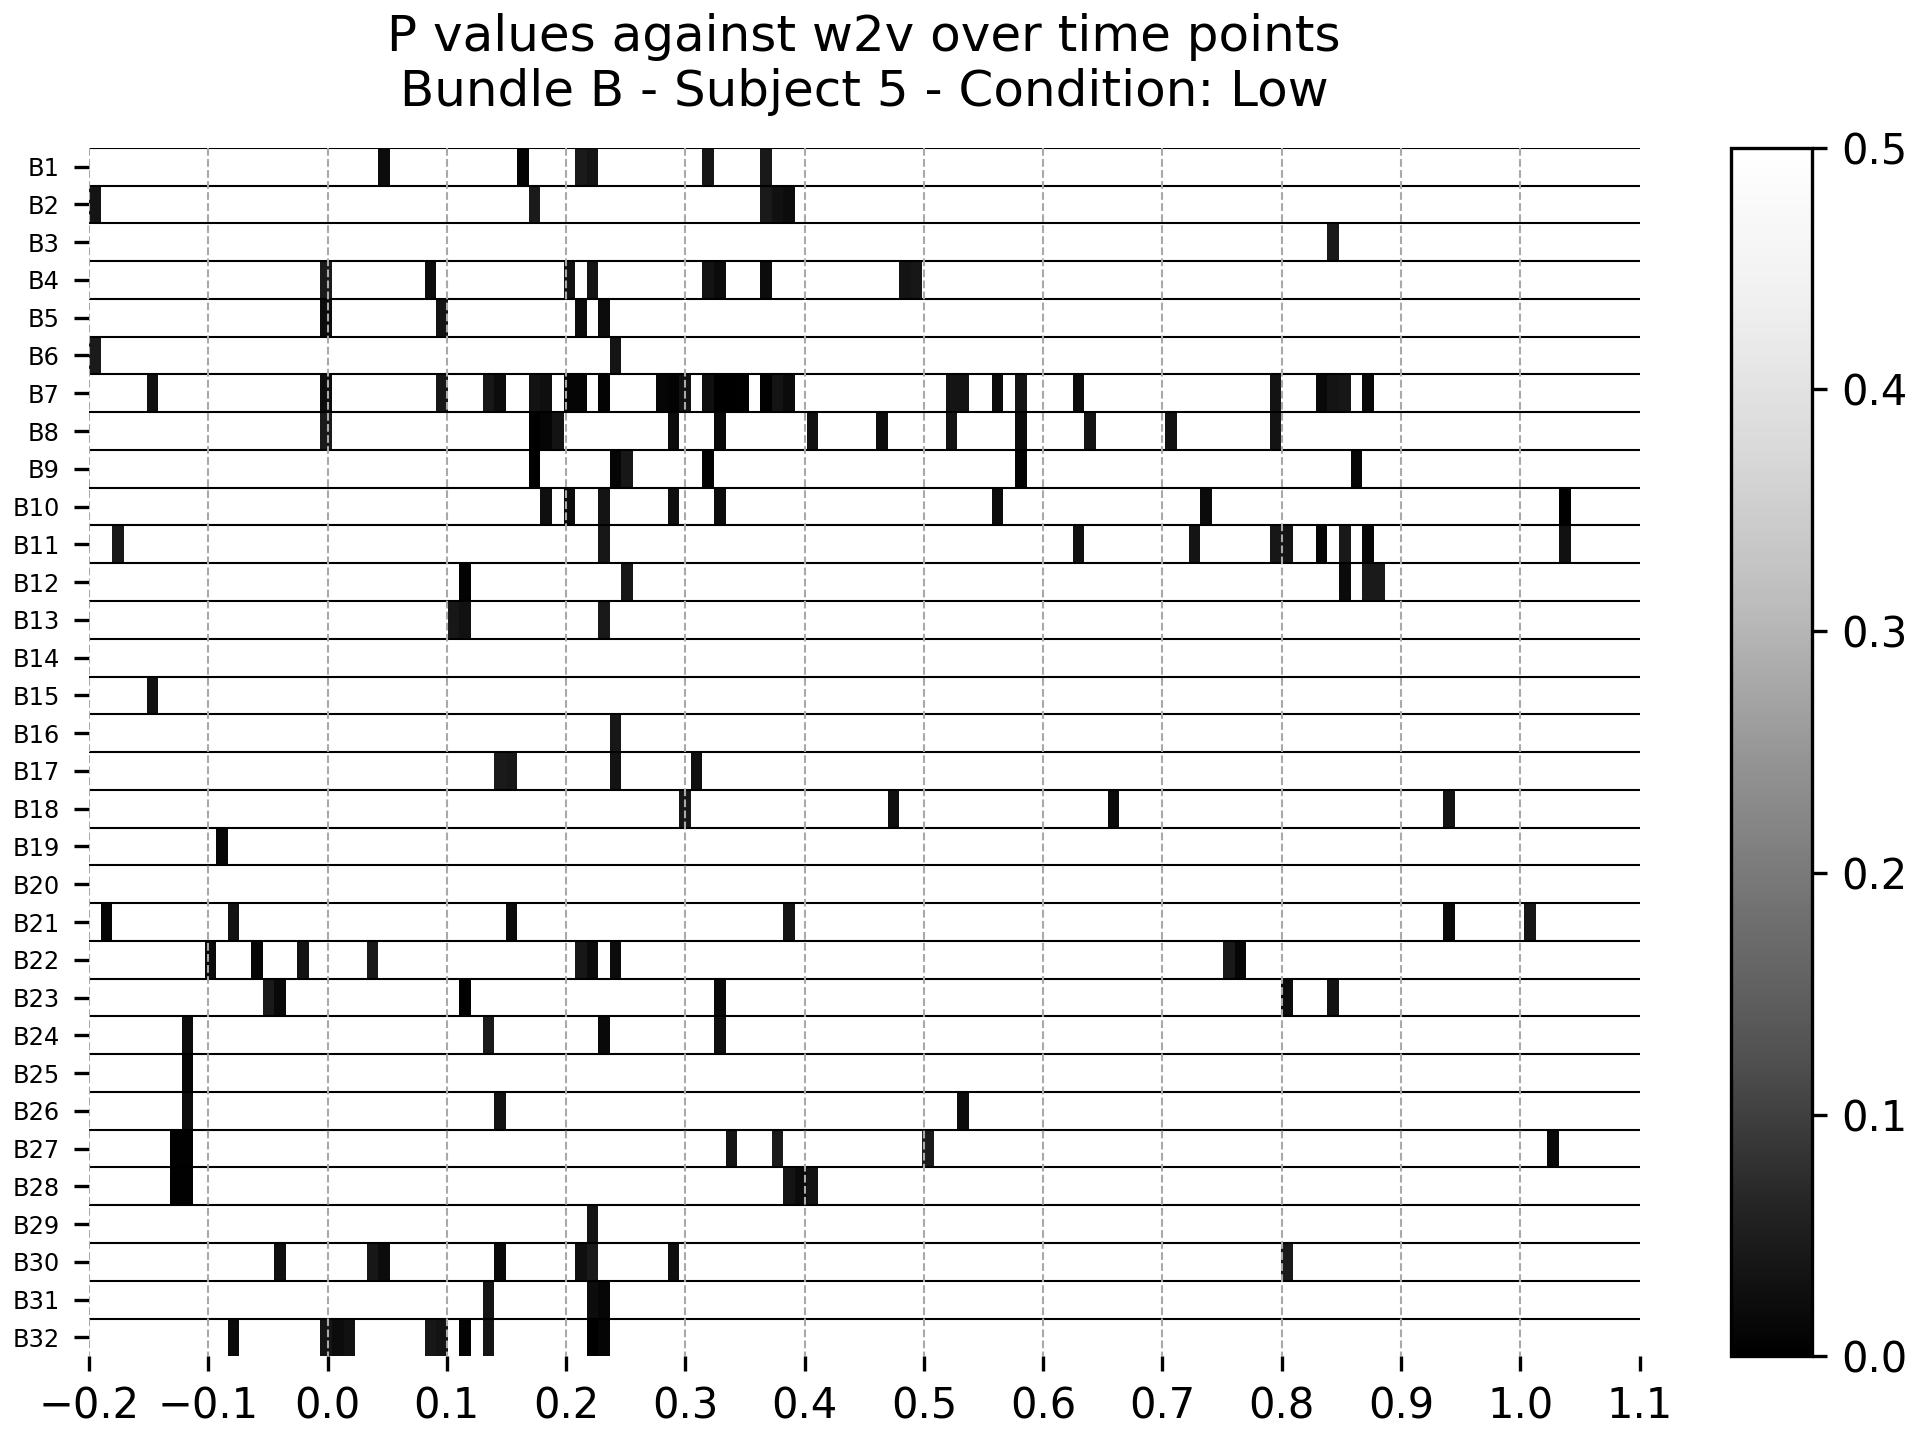 P values against w2v over time points
Bundle B - Subject 5 - Condition: Low
B1
B2
B3
B4
B5
B6
B7
B8
B9
B10
B11
B12
B13
B14
B15
B16
B17
B18
B19
B20
B21
B22
B23
B24
B25
B26
B27
B28
B29
B30
B31
B32
−0.2 −0.1 0.0 0.1 0.2 0.3 0.4 0.5 0.6 0.7 0.8 0.9 1.0 1.1
0.5
0.4
0.3
0.2
0.1
0.0